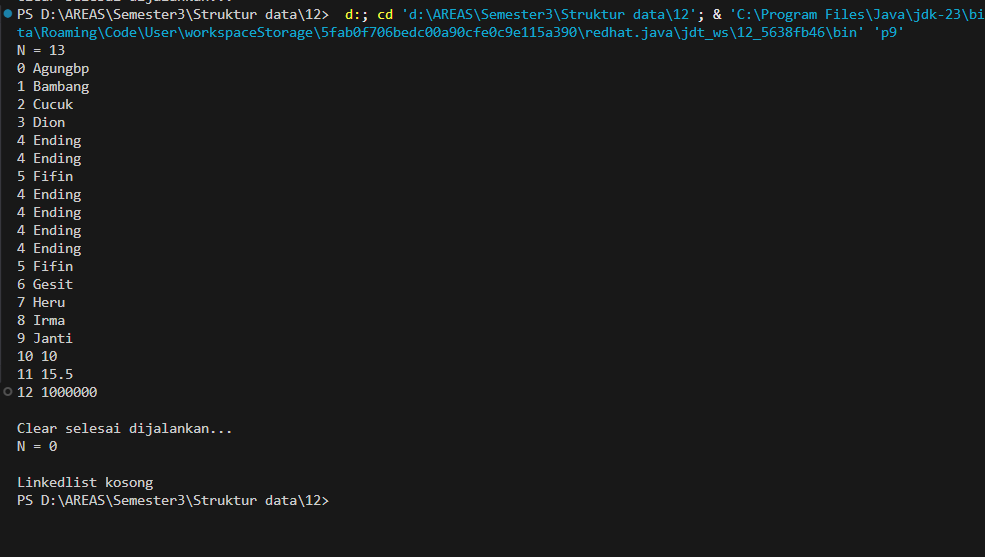 PS D:\AREAS\Semester3\Struktur data\12>  d:; cd 'd:\AREAS\Semester3\Struktur data\12'; & 'C:\Program Files\Java\jdk-23\bi
ta\Roaming\Code\User\workspaceStorage\5fab0f706bedc00a90cfe0c9e115a390\redhat.java\jdt_ws\12_5638fb46\bin' 'p9'
N = 13
0 Agungbp
1 Bambang
2 Cucuk
3 Dion
4 Ending
4 Ending
5 Fifin
4 Ending
4 Ending
4 Ending
4 Ending
5 Fifin
6 Gesit
7 Heru
8 Irma
9 Janti
10 10
11 15.5
12 1000000
Clear selesai dijalankan...
N = 0
Linkedlist kosong
PS D:\AREAS\Semester3\Struktur data\12>